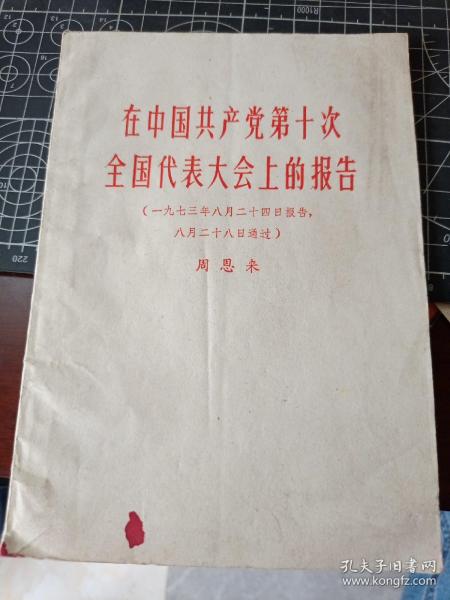 在中国共产党第十次
全国代表大会上的报告
(一九七三年八月二十四日报告，
八月二十八日通过)
周恩来
孔夫子旧书网
www.kongfz.com